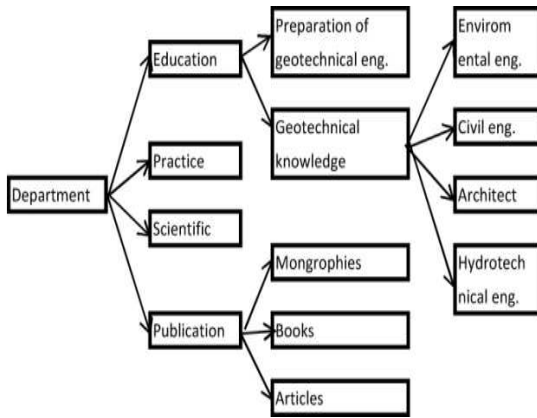 Department
Education
Practice
Scientific
Publication
Preparation of
geotechnical eng.
Geotechnical
knowledge
Mongrophies
Books
Articles
Envirom
ental eng.
Civil eng.
Architect
Hydrotech
nical eng.